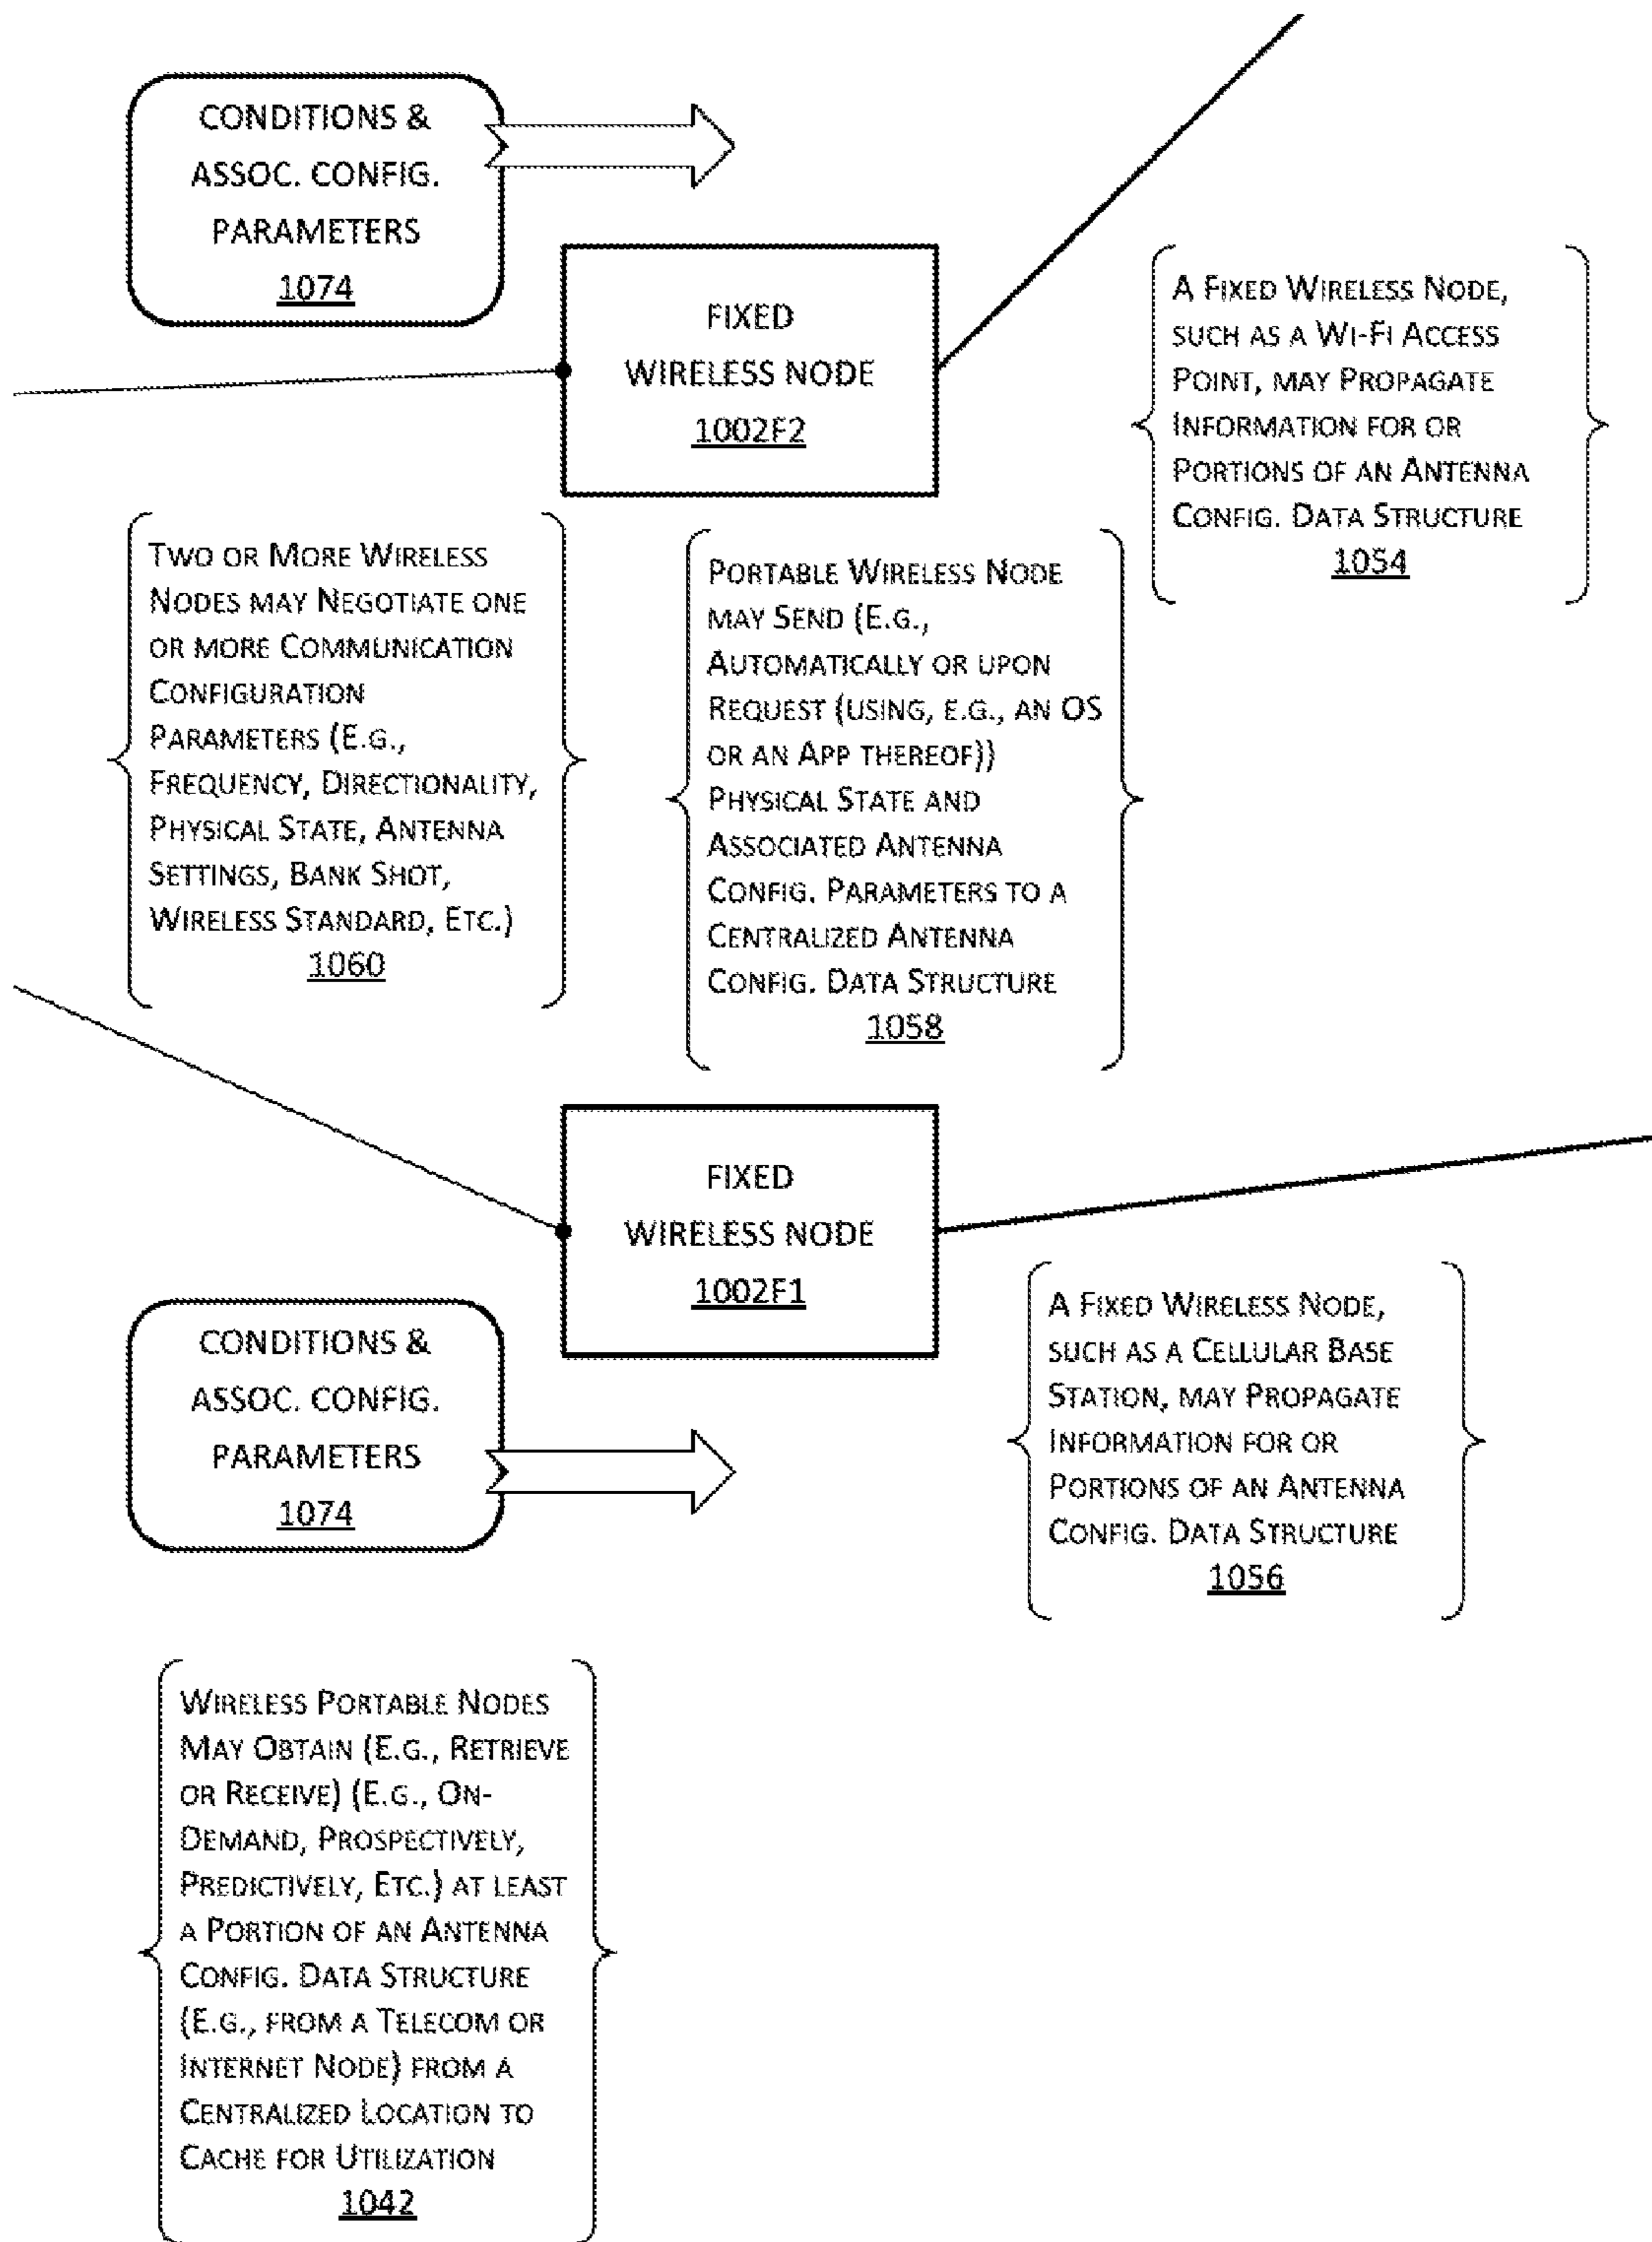 CONDITIONS &
ASSOC. CONFIG.
PARAMETERS
1074
FIXED
WIRELESS NODE
1002F2
A FIXED WIRELESS NODE,
SUCH AS A WI-FI ACCESS
POINT, MAY PROPAGATE
INFORMATION FOR OR
PORTIONS OF AN ANTENNA
CONFIG. DATA STRUCTURE
1054
TWO OR MORE WIRELESS
NODES MAY NEGOTIATE ONE
OR MORE COMMUNICATION
CONFIGURATION
PARAMETERS (E.G.,
FREQUENCY, DIRECTIONALITY,
PHYSICAL STATE, ANTENNA
SETTINGS, BANK SHOT,
WIRELESS STANDARD, ETC.)
1060
PORTABLE WIRELESS NODE
MAY SEND (E.G.,
AUTOMATICALLY OR UPON
REQUEST (USING, E.G., AN OS
OR AN APP THEREOF))
PHYSICAL STATE AND
ASSOCIATED ANTENNA
CONFIG. PARAMETERS TO A
CENTRALIZED ANTENNA
CONFIG. DATA STRUCTURE
1058
FIXED
WIRELESS NODE
1002F1
CONDITIONS &
ASSOC. CONFIG.
PARAMETERS
1074
A FIXED WIRELESS NODE,
SUCH AS A CELLULAR BASE
STATION, MAY PROPAGATE
INFORMATION FOR OR
PORTIONS OF AN ANTENNA
CONFIG. DATA STRUCTURE
1056
WIRELESS PORTABLE NODES
MAY OBTAIN (E.G., RETRIEVE
OR RECEIVE) (E.G., ON-
DEMAND, PROSPECTIVELY,
PREDICTIVELY, ETC.) AT LEAST
A PORTION OF AN ANTENNA
CONFIG. DATA STRUCTURE
(E.G., FROM A TELECOM OR
INTERNET NODE) FROM A
CENTRALIZED LOCATION TO
CACHE FOR UTILIZATION
1042